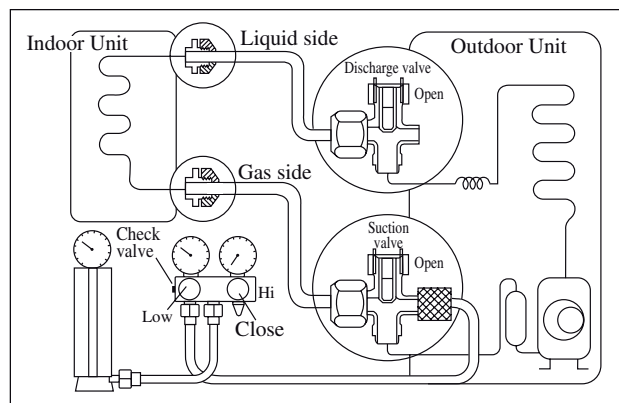 Indoor Unit
Liquid side
Outdoor Unit
Discharge valve
Open
Gas side
Suction
valve
Open
Check
valve
Hi
Low
Close